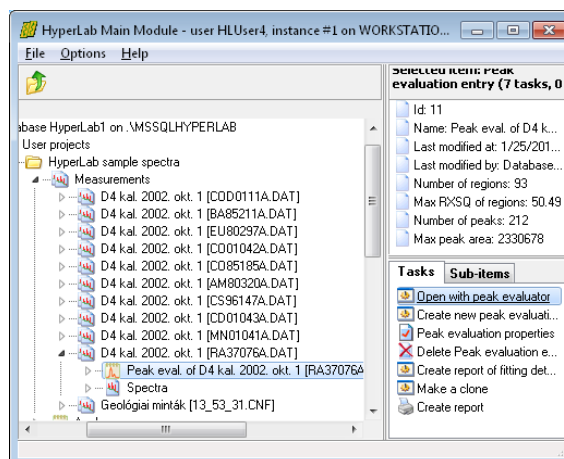 HyperLab Main Module - user HLUser4, instance #1 on WORKSTATIO...
File Options Help
abase HyperLab1 on .\MSSQLHYPERLAB
User projects
HyperLab sample spectra
Measurements
D4 kal. 2002. okt. 1 [COD0111A.DAT]
D4 kal. 2002. okt. 1 [BA85211A.DAT]
D4 kal. 2002. okt. 1 [EU80297A.DAT]
D4 kal. 2002. okt. 1 [CO01042A.DAT]
D4 kal. 2002. okt. 1 [CO85185A.DAT]
D4 kal. 2002. okt. 1 [AM80320A.DAT]
D4 kal. 2002. okt. 1 [CS96147A.DAT]
D4 kal. 2002. okt. 1 [CD01043A.DAT]
D4 kal. 2002. okt. 1 [MN01041A.DAT]
D4 kal. 2002. okt. 1 [RA37076A.DAT]
Peak eval. of D4 kal. 2002. okt. 1 [RA37076A
Spectra
Geológiai minták [13_53_31.CNF]
Selected item: Peak
evaluation entry (7 tasks, 0
Id: 11
Name: Peak eval. of D4 k...
Last modified at: 1/25/201...
Last modified by: Database...
Number of regions: 93
Max RXSQ of regions: 50.49
Number of peaks: 212
Max peak area: 2330678
Tasks Sub-items
Open with peak evaluator
Create new peak evaluati...
Peak evaluation properties
Delete Peak evaluation e...
Create report of fitting det...
Make a clone
Create report